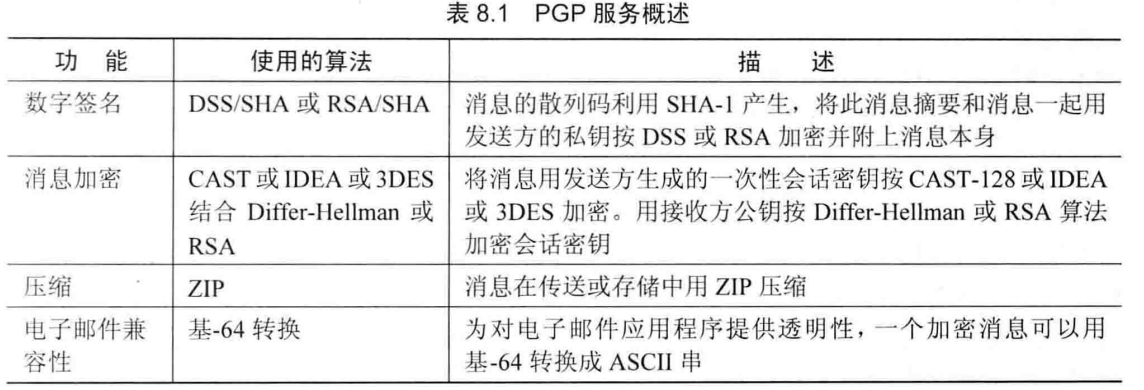 表 8.1 PGP 服务概述
功 能 使用的算法 描 述
数字签名 DSS/SHA 或 RSA/SHA 消息的散列码利用 SHA-1 产生，将此消息摘要和消息一起用
发送方的私钥按 DSS 或 RSA 加密并附上消息本身
消息加密 CAST 或 IDEA 或 3DES 将消息用发送方生成的一次性会话密钥按 CAST-128 或 IDEA
结合 Differ-Hellman 或 或 3DES 加密。用接收方公钥按 Differ-Hellman 或 RSA 算法
RSA 加密会话密钥
压缩 ZIP 消息在传送或存储中用 ZIP 压缩
电子邮件兼 基-64 转换 为对电子邮件应用程序提供透明性，一个加密消息可以用
容性 基-64 转换成 ASCII 串